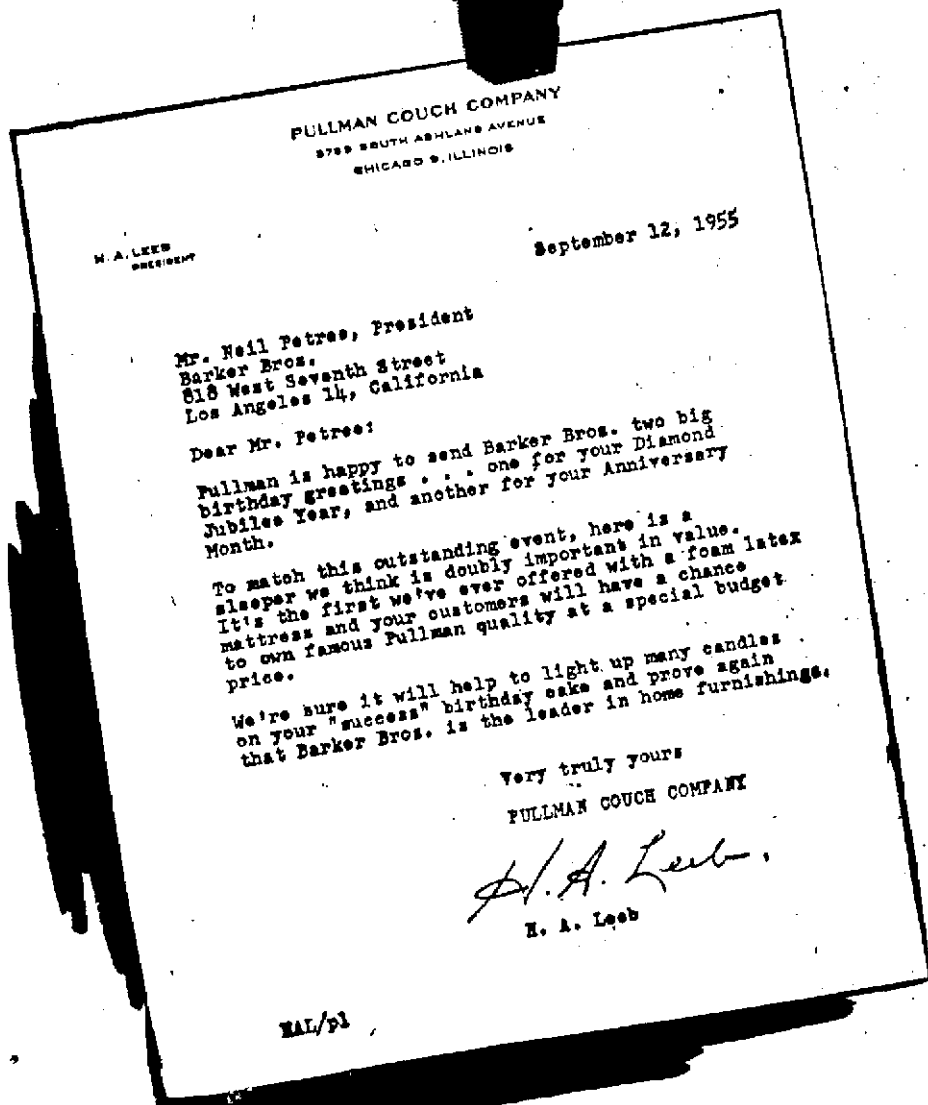 PULLMAN COUCH COMPANY
3759 SOUTH ASHLAND AVENUE
CHICAGO 9, ILLINOIS
H. A. LEEB
PRESIDENT
September 12, 1955
Mr. Neil Petree, President
Barker Bros.
818 West Seventh Street
Los Angeles 14, California
Dear Mr. Petree:
Pullman is happy to send Barker Bros. two big
birthday greetings . . . one for your Diamond
Jubilee Year, and another for your Anniversary
Month.
To match this outstanding event, here is a
sleeper we think is doubly important in value.
It's the first we've ever offered with a foam latex
mattress and your customers will have a chance
to own famous Pullman quality at a special budget
price.
We're sure it will help to light up many candles
on your "success" birthday cake and prove again
that Barker Bros. is the leader in home furnishings.
Very truly yours
PULLMAN COUCH COMPANY
H. A. Leeb.
H. A. Leeb
HAL/pl